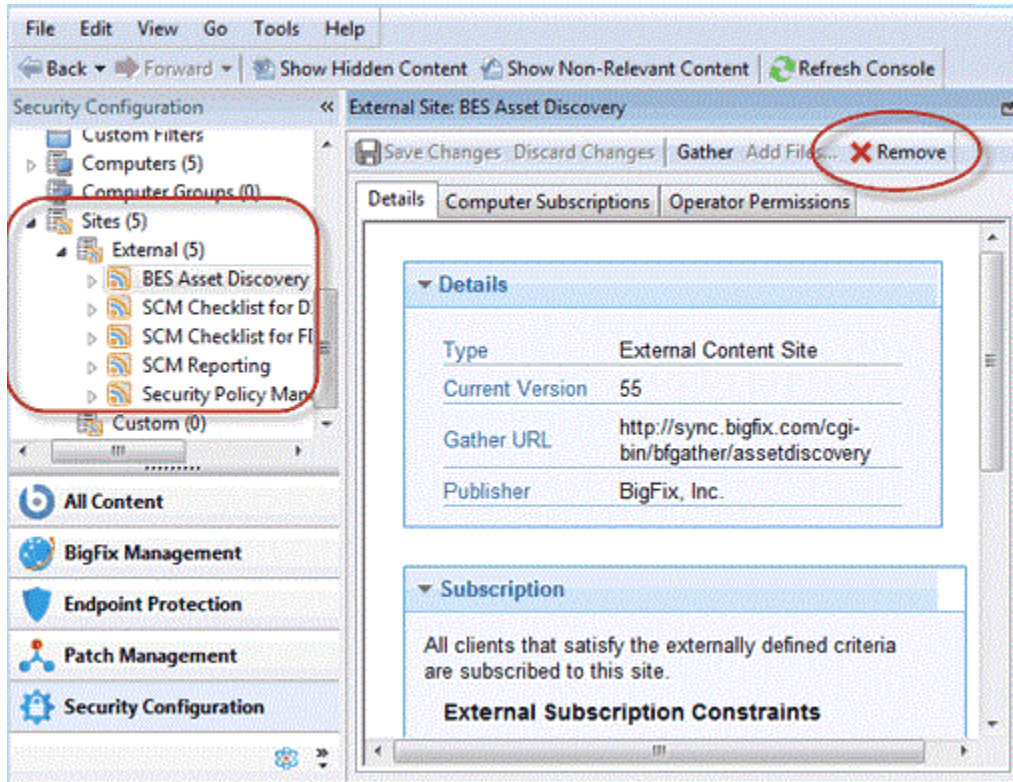 File Edit View Go Tools Help
Back Forward Show Hidden Content Show Non-Relevant Content Refresh Console
Security Configuration
Custom Filters
Computers (5)
Computer Groups (0)
Sites (5)
External (5)
BES Asset Discovery
SCM Checklist for D
SCM Checklist for F
SCM Reporting
Security Policy Man
Custom (0)
All Content
BigFix Management
Endpoint Protection
Patch Management
Security Configuration
External Site: BES Asset Discovery
Save Changes Discard Changes Gather Add Files... Remove
Details Computer Subscriptions Operator Permissions
Details
Type External Content Site
Current Version 55
Gather URL http://sync.bigfix.com/cgi-
bin/bfgather/assetdiscovery
Publisher BigFix, Inc.
Subscription
All clients that satisfy the externally defined criteria
are subscribed to this site.
External Subscription Constraints